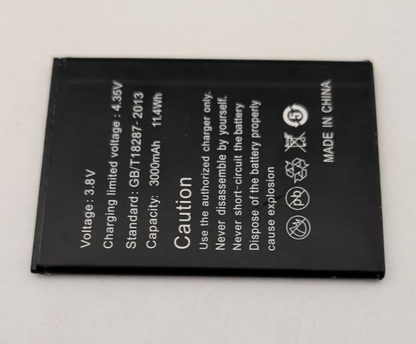 Voltage: 3.8V
Charging limited voltage : 4.35V
Standard: GB/T18287- 2013
Capacity: 3000mAh 11.4Wh
Caution
Use the authorized charger only.
Never disassemble by yourself.
Never short-circuit the battery
Dispose of the battery properly
cause explosion
Pb
5
MADE IN CHINA